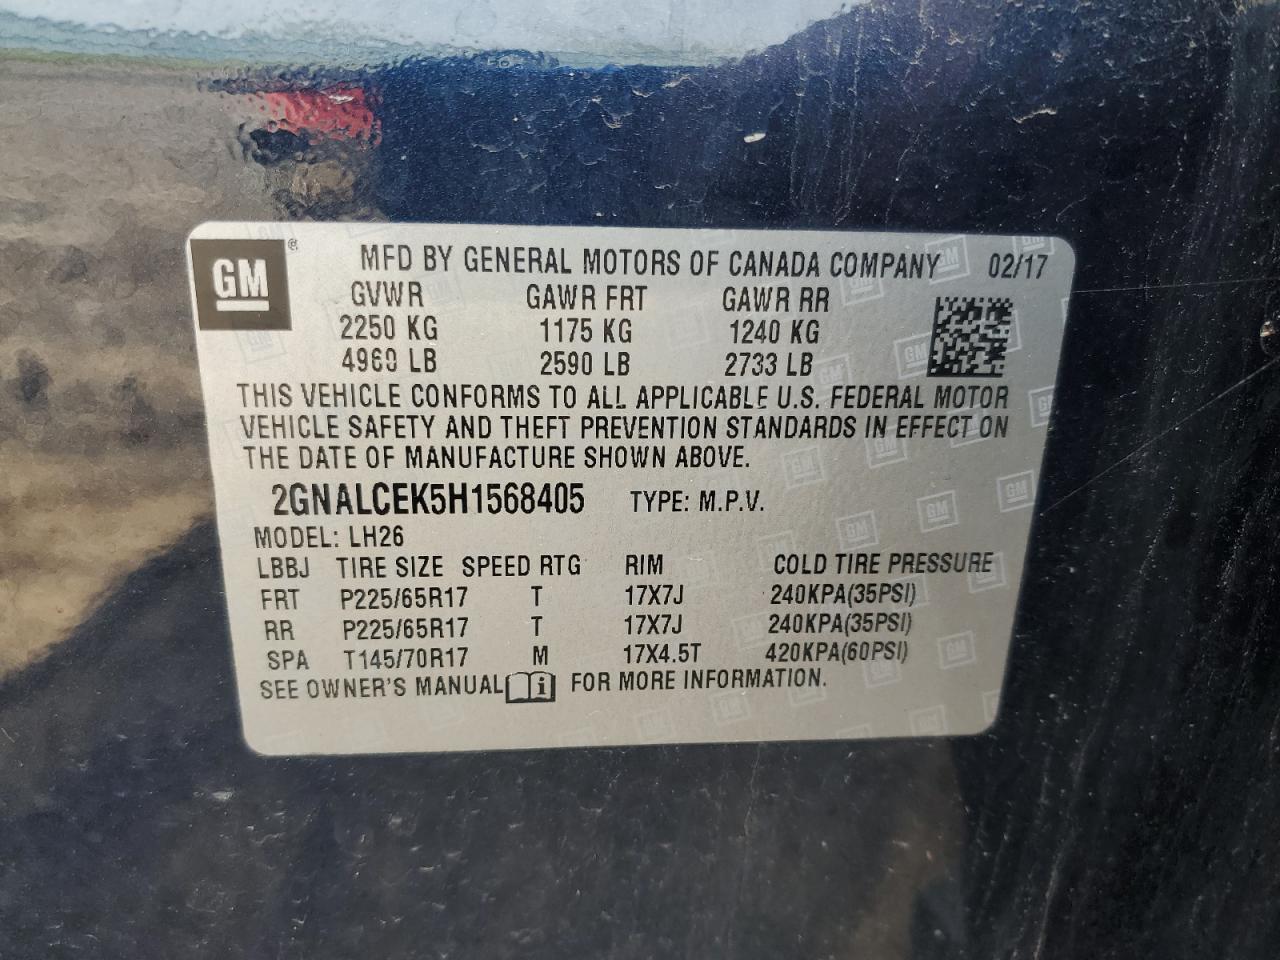 GM ® MFD BY GENERAL MOTORS OF CANADA COMPANY 02/17
GVWR GAWR FRT GAWR RR
2250 KG 1175 KG 1240 KG
4960 LB 2590 LB 2733 LB
THIS VEHICLE CONFORMS TO ALL APPLICABLE U.S. FEDERAL MOTOR
VEHICLE SAFETY AND THEFT PREVENTION STANDARDS IN EFFECT ON
THE DATE OF MANUFACTURE SHOWN ABOVE.
2GNALCEK5H1568405 TYPE: M.P.V.
MODEL: LH26
LBBJ TIRE SIZE SPEED RTG RIM COLD TIRE PRESSURE
FRT P225/65R17 T 17X7J 240KPA(35PSI)
RR P225/65R17 T 17X7J 240KPA(35PSI)
SPA T145/70R17 M 17X4.5T 420KPA(60PSI)
SEE OWNER'S MANUAL i FOR MORE INFORMATION.